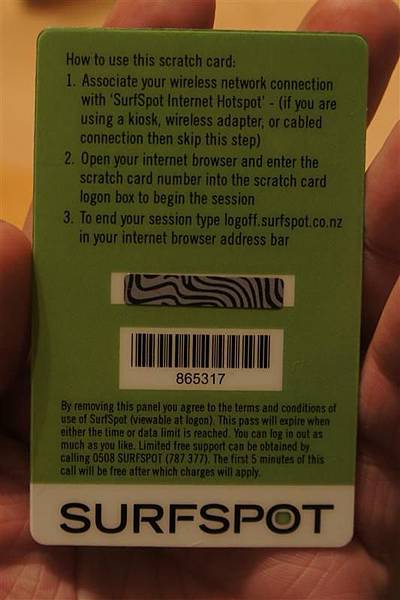 How to use this scratch card:
1. Associate your wireless network connection
with 'SurfSpot Internet Hotspot' - (if you are
using a kiosk, wireless adapter, or cabled
connection then skip this step)
2. Open your internet browser and enter the
scratch card number into the scratch card
logon box to begin the session
3. To end your session type logoff.surfspot.co.nz
in your internet browser address bar
865317
By removing this panel you agree to the terms and conditions of
use of SurfSpot (viewable at logon). This pass will expire when
either the time or data limit is reached. You can log in out as
much as you like. Limited free support can be obtained by
calling 0508 SURFSPOT (787 377). The first 5 minutes of this
call will be free after which charges will apply.
SURFSPOT